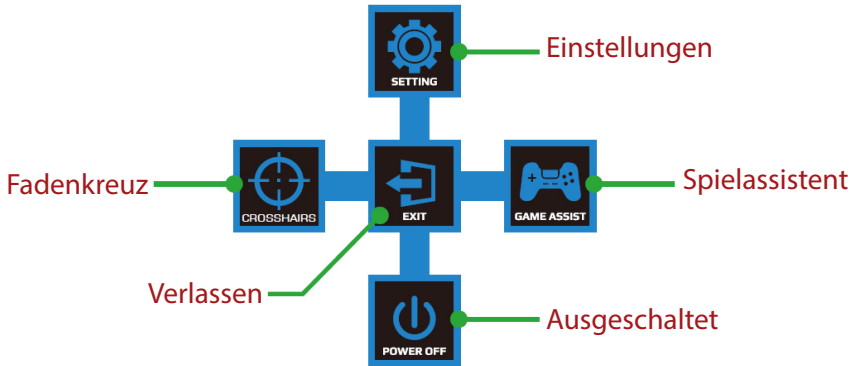 SETTING
Einstellungen
Fadenkreuz
CROSSHAIRS
EXIT
GAME ASSIST
Spielassistent
Verlassen
POWER OFF
Ausgeschaltet